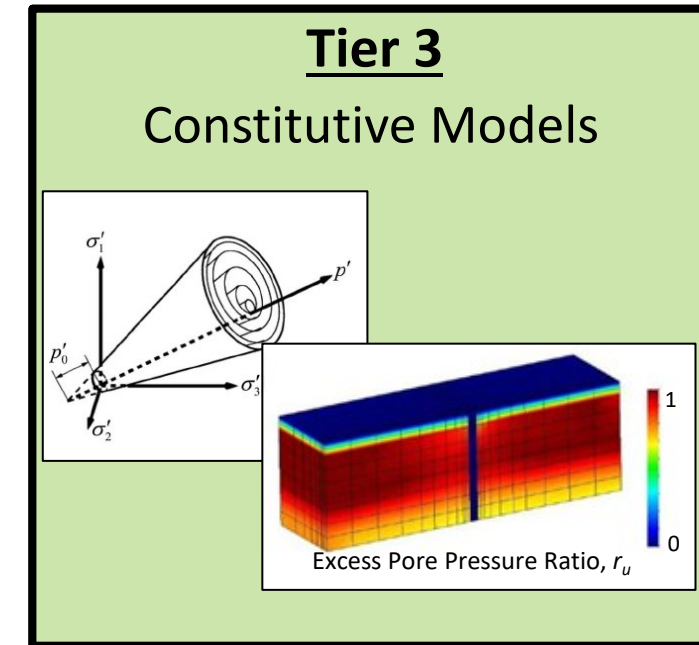 Tier 3
Constitutive Models
σ′₁
p′
p′₀
σ′₃
σ′₂
1
0
Excess Pore Pressure Ratio, rᵤ